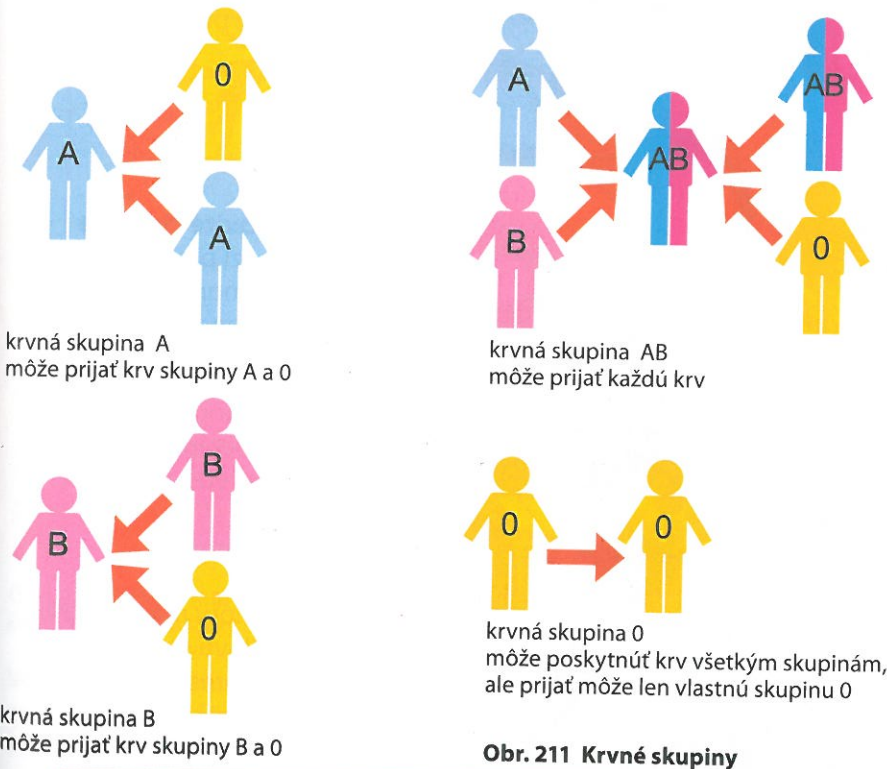 0
A
A
krvná skupina A
môže prijať krv skupiny A a 0
A
AB
AB
B
0
krvná skupina AB
môže prijať každú krv
B
B
0
krvná skupina B
môže prijať krv skupiny B a 0
0
0
krvná skupina 0
môže poskytnúť krv všetkým skupinám,
ale prijať môže len vlastnú skupinu 0
Obr. 211 Krvné skupiny